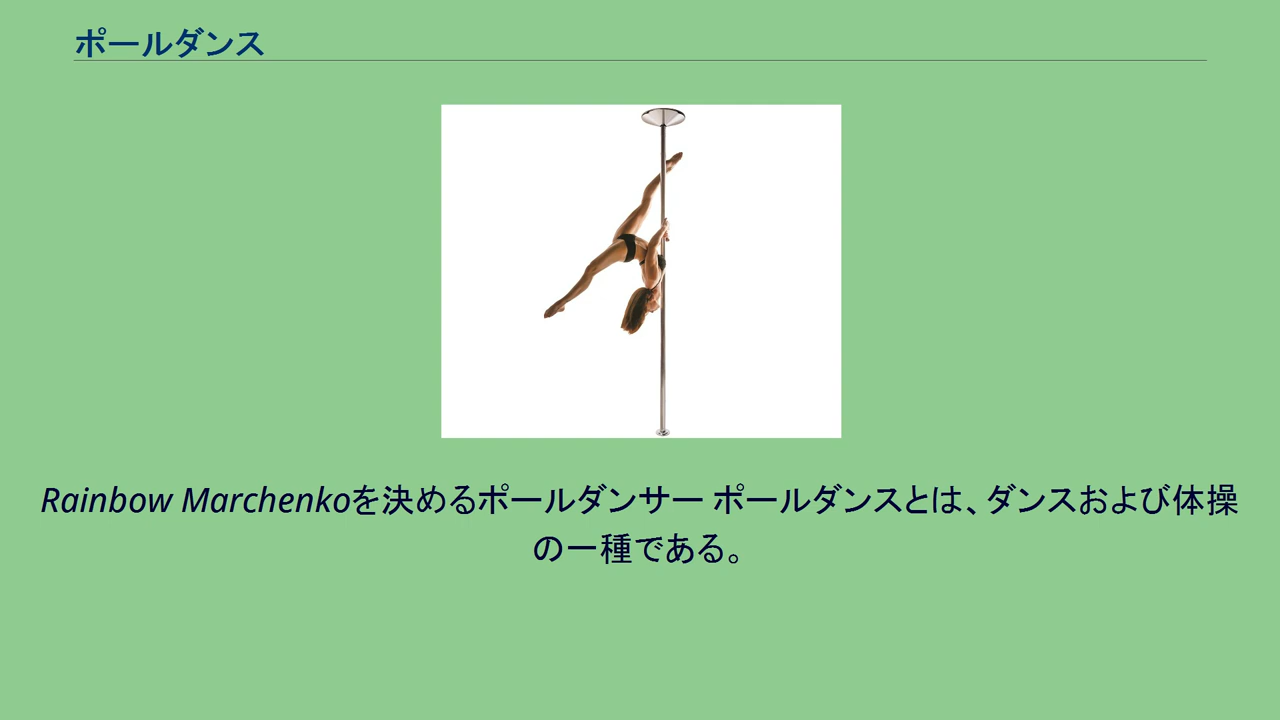 ポールダンス
Rainbow Marchenkoを決めるポールダンサー ポールダンスとは、ダンスおよび体操
の一種である。